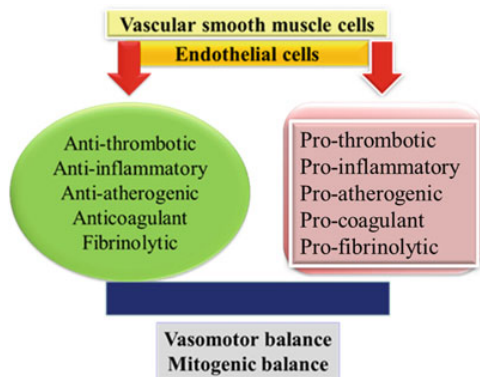 Vascular smooth muscle cells
Endothelial cells
Anti-thrombotic
Anti-inflammatory
Anti-atherogenic
Anticoagulant
Fibrinolytic
Pro-thrombotic
Pro-inflammatory
Pro-atherogenic
Pro-coagulant
Pro-fibrinolytic
Vasomotor balance
Mitogenic balance